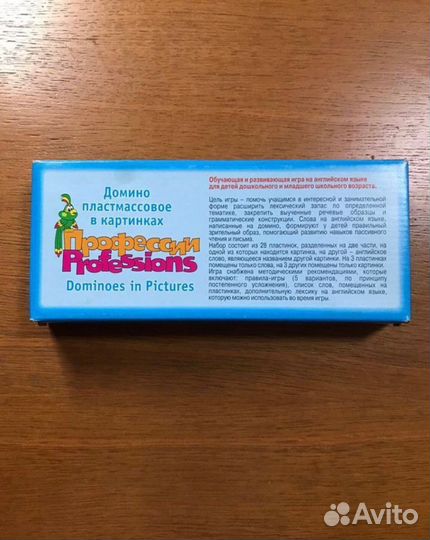 Домино
пластмассовое
в картинках
Профессии
Professions
Dominoes in Pictures
Обучающая и развивающая игра на английском языке
для детей дошкольного и младшего школьного возраста.
Цель игры – помочь учащимся в интересной и занимательной
форме расширить лексический запас по определенной
тематике, закрепить выученные речевые образцы и
грамматические конструкции. Слова на английском языке,
написанные на домино, формируют у детей правильный
зрительный образ, помогающий развитию навыков пассивного
чтения и письма.
Набор состоит из 28 пластинок, разделенных на две части, на
одной из которых находится картинка, на другой – английское
слово, являющееся названием другой картинки. На 3 пластинках
помещены только слова, на 3 других помещены только картинки.
Игра снабжена методическими рекомендациями, которые
включают: правила-игры (5 вариантов, по принципу
постепенного усложнения), список слов, помещенных на
пластинках, дополнительную лексику на английском языке,
которую можно использовать во время игры.
Avito